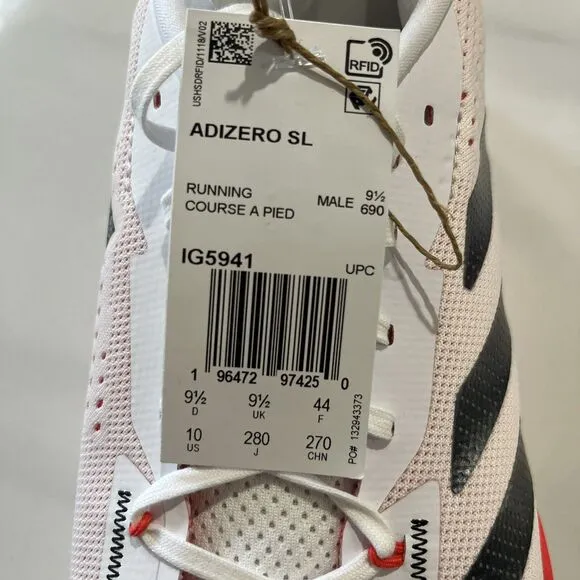 USHSDRFID/1118/V02
RFID
ADIZERO SL
RUNNING
COURSE A PIED
MALE 9½
690
IG5941
UPC
1 96472 97425 0
9½ 9½ 44
D UK F
10 280 270
US J CHN
PO# 132943373